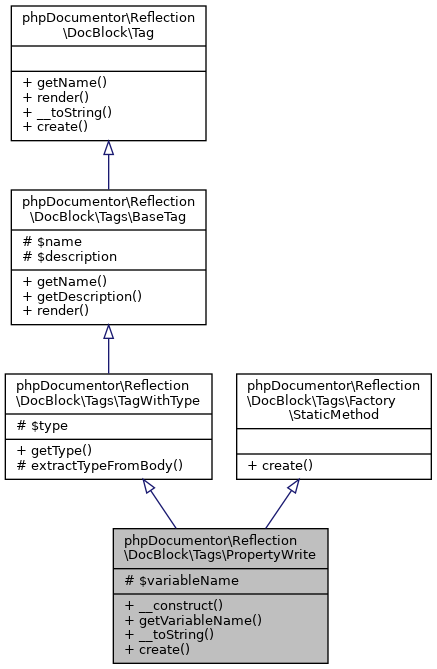 phpDocumentor\Reflection
\DocBlock\Tag
+ getName()
+ render()
+ __toString()
+ create()
phpDocumentor\Reflection
\DocBlock\Tags\BaseTag
# $name
# $description
+ getName()
+ getDescription()
+ render()
phpDocumentor\Reflection
\DocBlock\Tags\TagWithType
# $type
+ getType()
# extractTypeFromBody()
phpDocumentor\Reflection
\DocBlock\Tags\Factory
\StaticMethod
+ create()
phpDocumentor\Reflection
\DocBlock\Tags\PropertyWrite
# $variableName
+ __construct()
+ getVariableName()
+ __toString()
+ create()